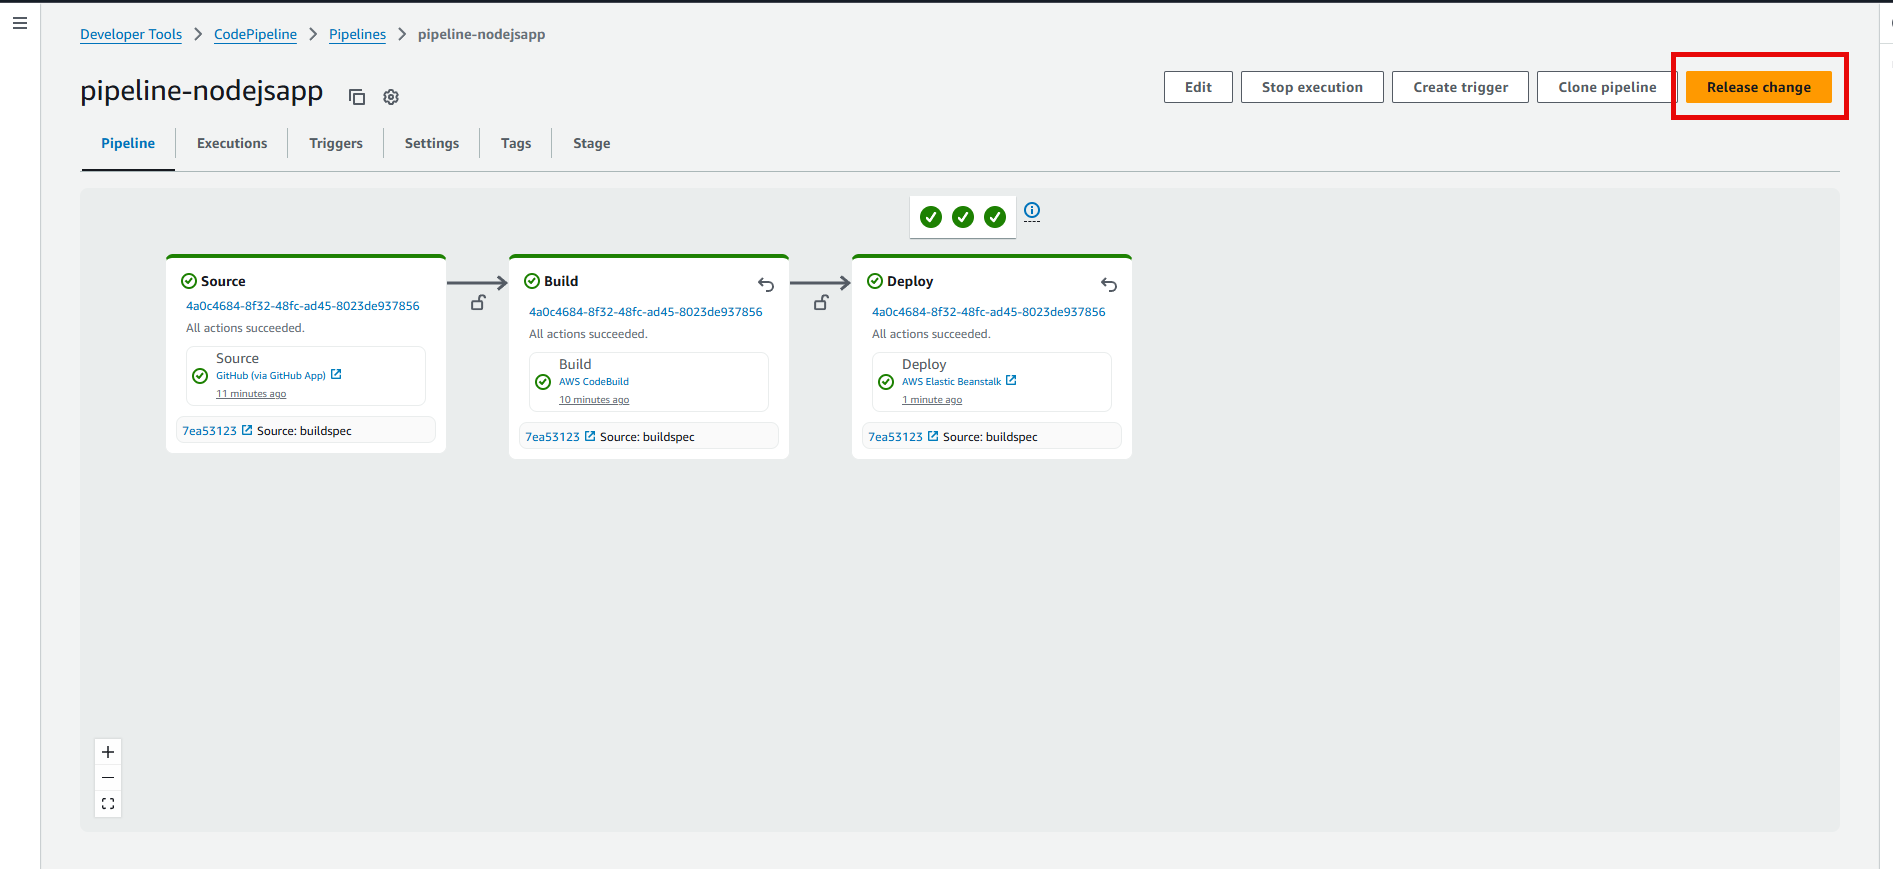 Developer Tools > CodePipeline > Pipelines > pipeline-nodejsapp
pipeline-nodejsapp
Edit
Stop execution
Create trigger
Clone pipeline
Release change
Pipeline
Executions
Triggers
Settings
Tags
Stage
Source
4a0c4684-8f32-48fc-ad45-8023de937856
All actions succeeded.
Source
GitHub (via GitHub App)
11 minutes ago
7ea53123 Source: buildspec
Build
4a0c4684-8f32-48fc-ad45-8023de937856
All actions succeeded.
Build
AWS CodeBuild
10 minutes ago
7ea53123 Source: buildspec
Deploy
4a0c4684-8f32-48fc-ad45-8023de937856
All actions succeeded.
Deploy
AWS Elastic Beanstalk
1 minute ago
7ea53123 Source: buildspec